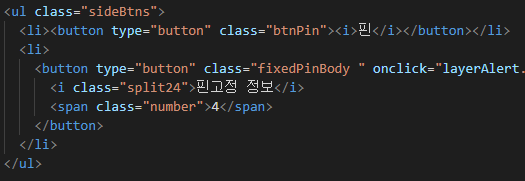 <ul class="sideBtns">
<li><button type="button" class="btnPin"><i>핀</i></button></li>
<li>
<button type="button" class="fixedPinBody " onclick="layerAlert.
<i class="split24">핀고정 정보</i>
<span class="number">4</span>
</button>
</li>
</ul>